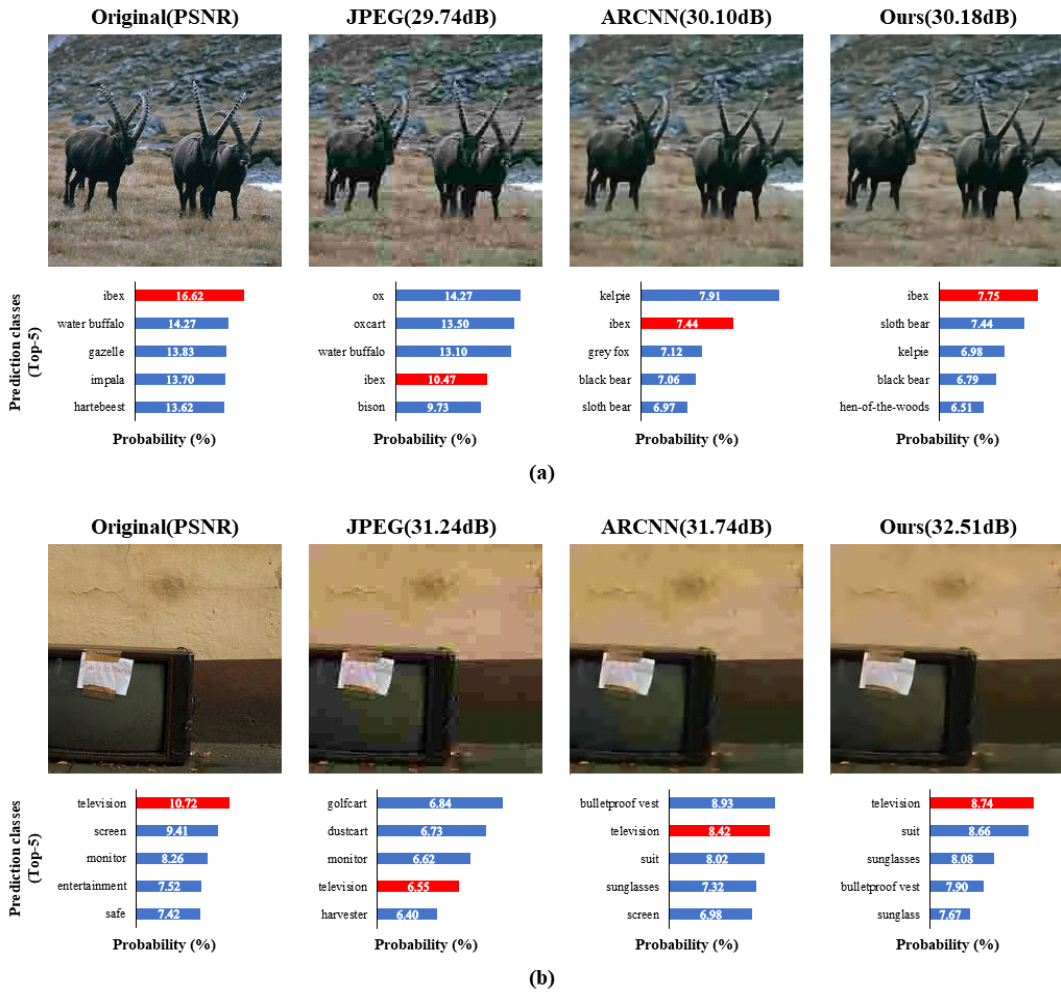 Original(PSNR) JPEG(29.74dB) ARCNN(30.10dB) Ours(30.18dB)
Prediction classes
(Top-5)
ibex 16.62
water buffalo 14.27
gazelle 13.83
impala 13.70
hartebeest 13.62
Probability (%)
ox 14.27
oxcart 13.50
water buffalo 13.10
ibex 10.47
bison 9.73
Probability (%)
kelpie 7.91
ibex 7.44
grey fox 7.12
black bear 7.06
sloth bear 6.97
Probability (%)
ibex 7.75
sloth bear 7.44
kelpie 6.98
black bear 6.79
hen-of-the-woods 6.51
Probability (%)
(a)
Original(PSNR) JPEG(31.24dB) ARCNN(31.74dB) Ours(32.51dB)
Prediction classes
(Top-5)
television 10.72
screen 9.41
monitor 8.26
entertainment 7.52
safe 7.42
Probability (%)
golfcart 6.84
dustcart 6.73
monitor 6.62
television 6.55
harvester 6.40
Probability (%)
bulletproof vest 8.93
television 8.42
suit 8.02
sunglasses 7.32
screen 6.98
Probability (%)
television 8.74
suit 8.66
sunglasses 8.08
bulletproof vest 7.90
sunglass 7.67
Probability (%)
(b)